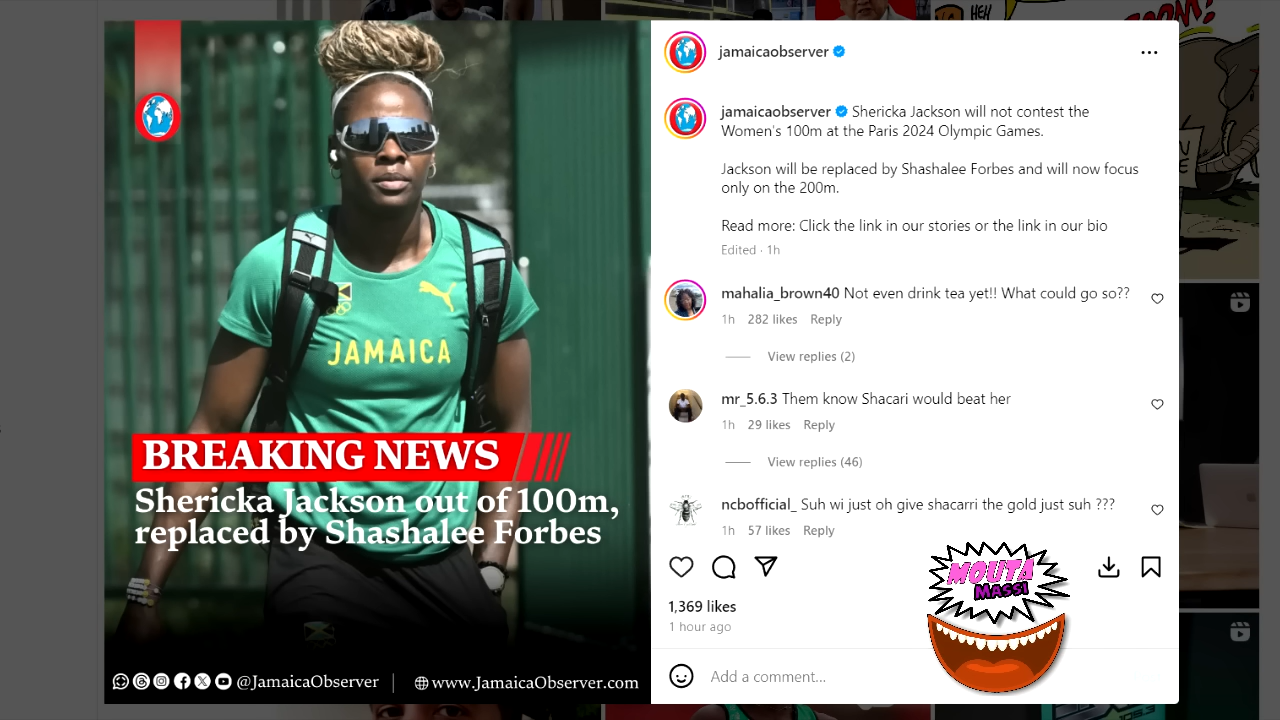 BREAKING NEWS
Shericka Jackson out of 100m,
replaced by Shashalee Forbes
JAMAICA
@JamaicaObserver | www.JamaicaObserver.com
jamaicaobserver
jamaicaobserver Shericka Jackson will not contest the
Women's 100m at the Paris 2024 Olympic Games.
Jackson will be replaced by Shashalee Forbes and will now focus
only on the 200m.
Read more: Click the link in our stories or the link in our bio
Edited · 1h
mahalia_brown40 Not even drink tea yet!! What could go so??
1h 282 likes Reply
View replies (2)
mr_5.6.3 Them know Shacari would beat her
1h 29 likes Reply
View replies (46)
ncbofficial_ Suh wi just oh give shacarri the gold just suh ???
1h 57 likes Reply
1,369 likes
1 hour ago
Add a comment...
MOUTA
MASSI
HEY